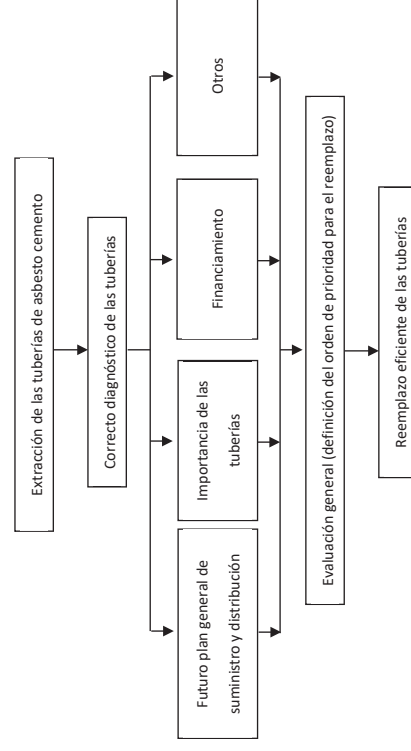 Extracción de las tuberías de asbesto cemento
Correcto diagnóstico de las tuberías
Futuro plan general de
suministro y distribución
Importancia de las
tuberías
Financiamiento
Otros
Evaluación general (definición del orden de prioridad para el reemplazo)
Reemplazo eficiente de las tuberías